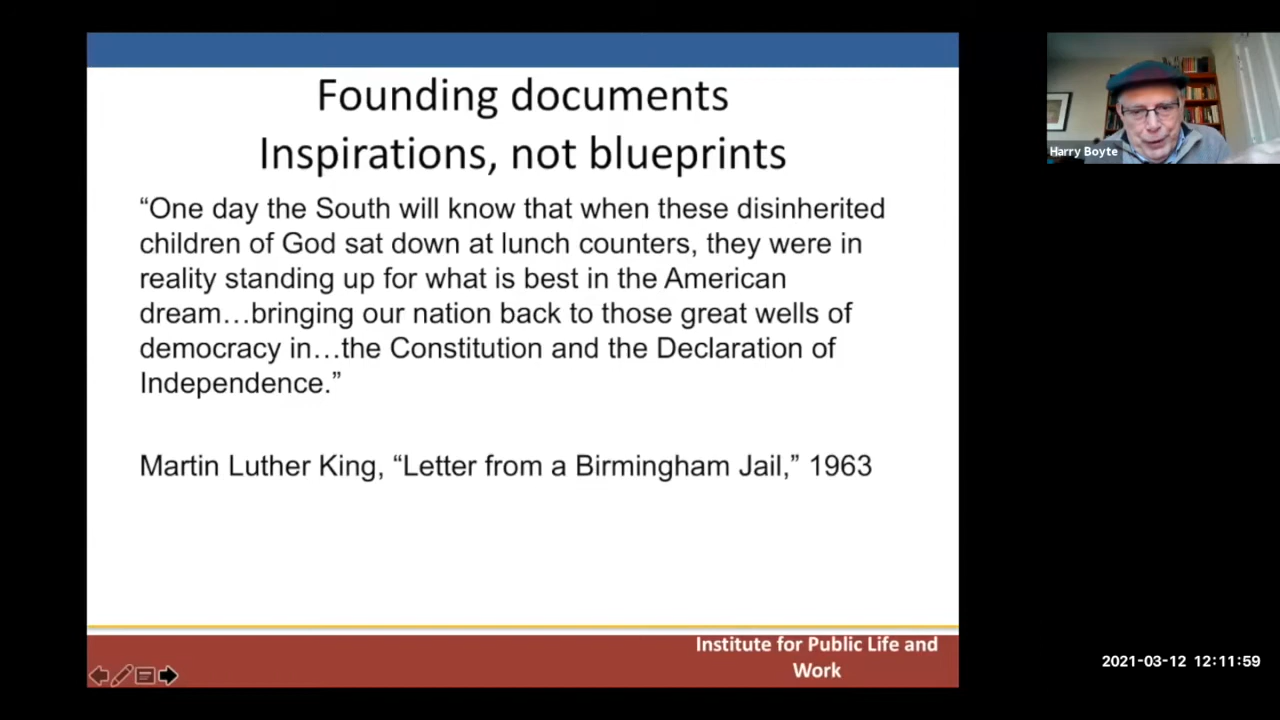 Founding documents
Inspirations, not blueprints
“One day the South will know that when these disinherited
children of God sat down at lunch counters, they were in
reality standing up for what is best in the American
dream…bringing our nation back to those great wells of
democracy in…the Constitution and the Declaration of
Independence.”
Martin Luther King, “Letter from a Birmingham Jail,” 1963
Institute for Public Life and
Work
Harry Boyte
2021-03-12 12:11:59